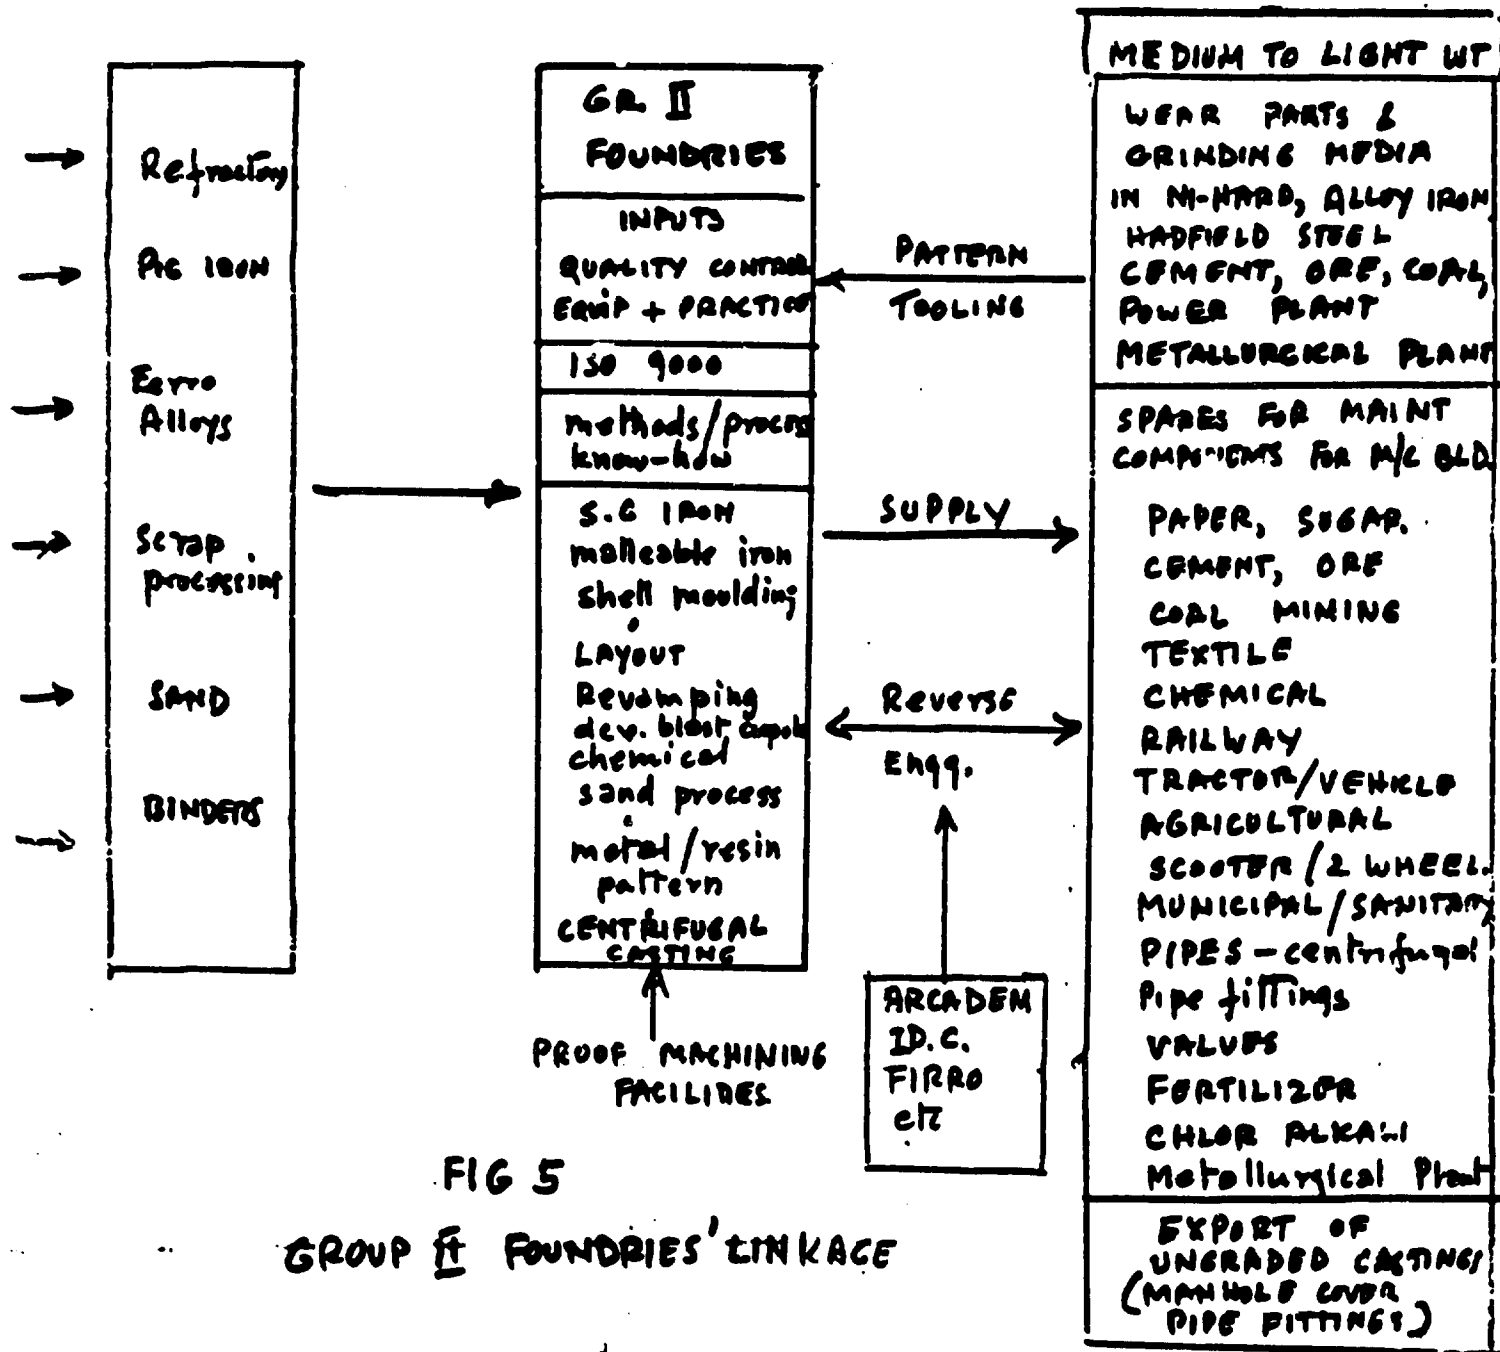 Refractory
PIG IRON
Ferro
Alloys
Scrap
processing
SAND
BINDERS
GR. II
FOUNDRIES
INPUTS
QUALITY CONTROL
EQUIP + PRACTICE
ISO 9000
methods/process
know-how
S.G IRON
malleable iron
shell moulding
LAYOUT
Revamping
dev. blast cupola
chemical
sand process
metal/resin
pattern
CENTRIFUGAL
CASTING
PROOF MACHINING
FACILITIES
PATTERN
TOOLING
SUPPLY
Reverse
Engg.
ARCADEM
I.D.C.
FIRRO
etc
MEDIUM TO LIGHT WT
WEAR PARTS &
GRINDING MEDIA
IN NI-HARD, ALLOY IRON
HADFIELD STEEL
CEMENT, ORE, COAL,
POWER PLANT
METALLURGICAL PLANT
SPARES FOR MAINT
COMPONENTS FOR M/C BLD.
PAPER, SUGAR.
CEMENT, ORE
COAL MINING
TEXTILE
CHEMICAL
RAILWAY
TRACTOR/VEHICLE
AGRICULTURAL
SCOOTER/2 WHEEL.
MUNICIPAL/SANITARY
PIPES - centrifugal
Pipe fittings
VALUES
FERTILIZER
CHLOR ALKALI
Metallurgical Plant
EXPORT OF
UNGRADED CASTINGS
(MANHOLE COVER
PIPE FITTINGS)
FIG 5
GROUP II FOUNDRIES' LINKAGE